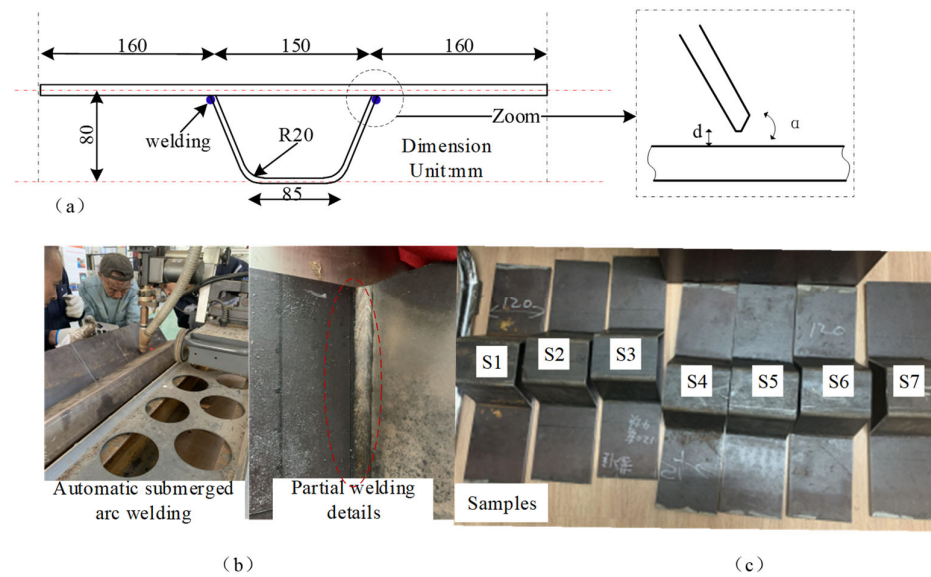 160
150
160
80
welding
R20
Dimension
Unit:mm
85
Zoom
d
α
（a）
120
120
S1
S2
S3
S4
S5
S6
S7
Automatic submerged
arc welding
Partial welding
details
Samples
（b）
（c）